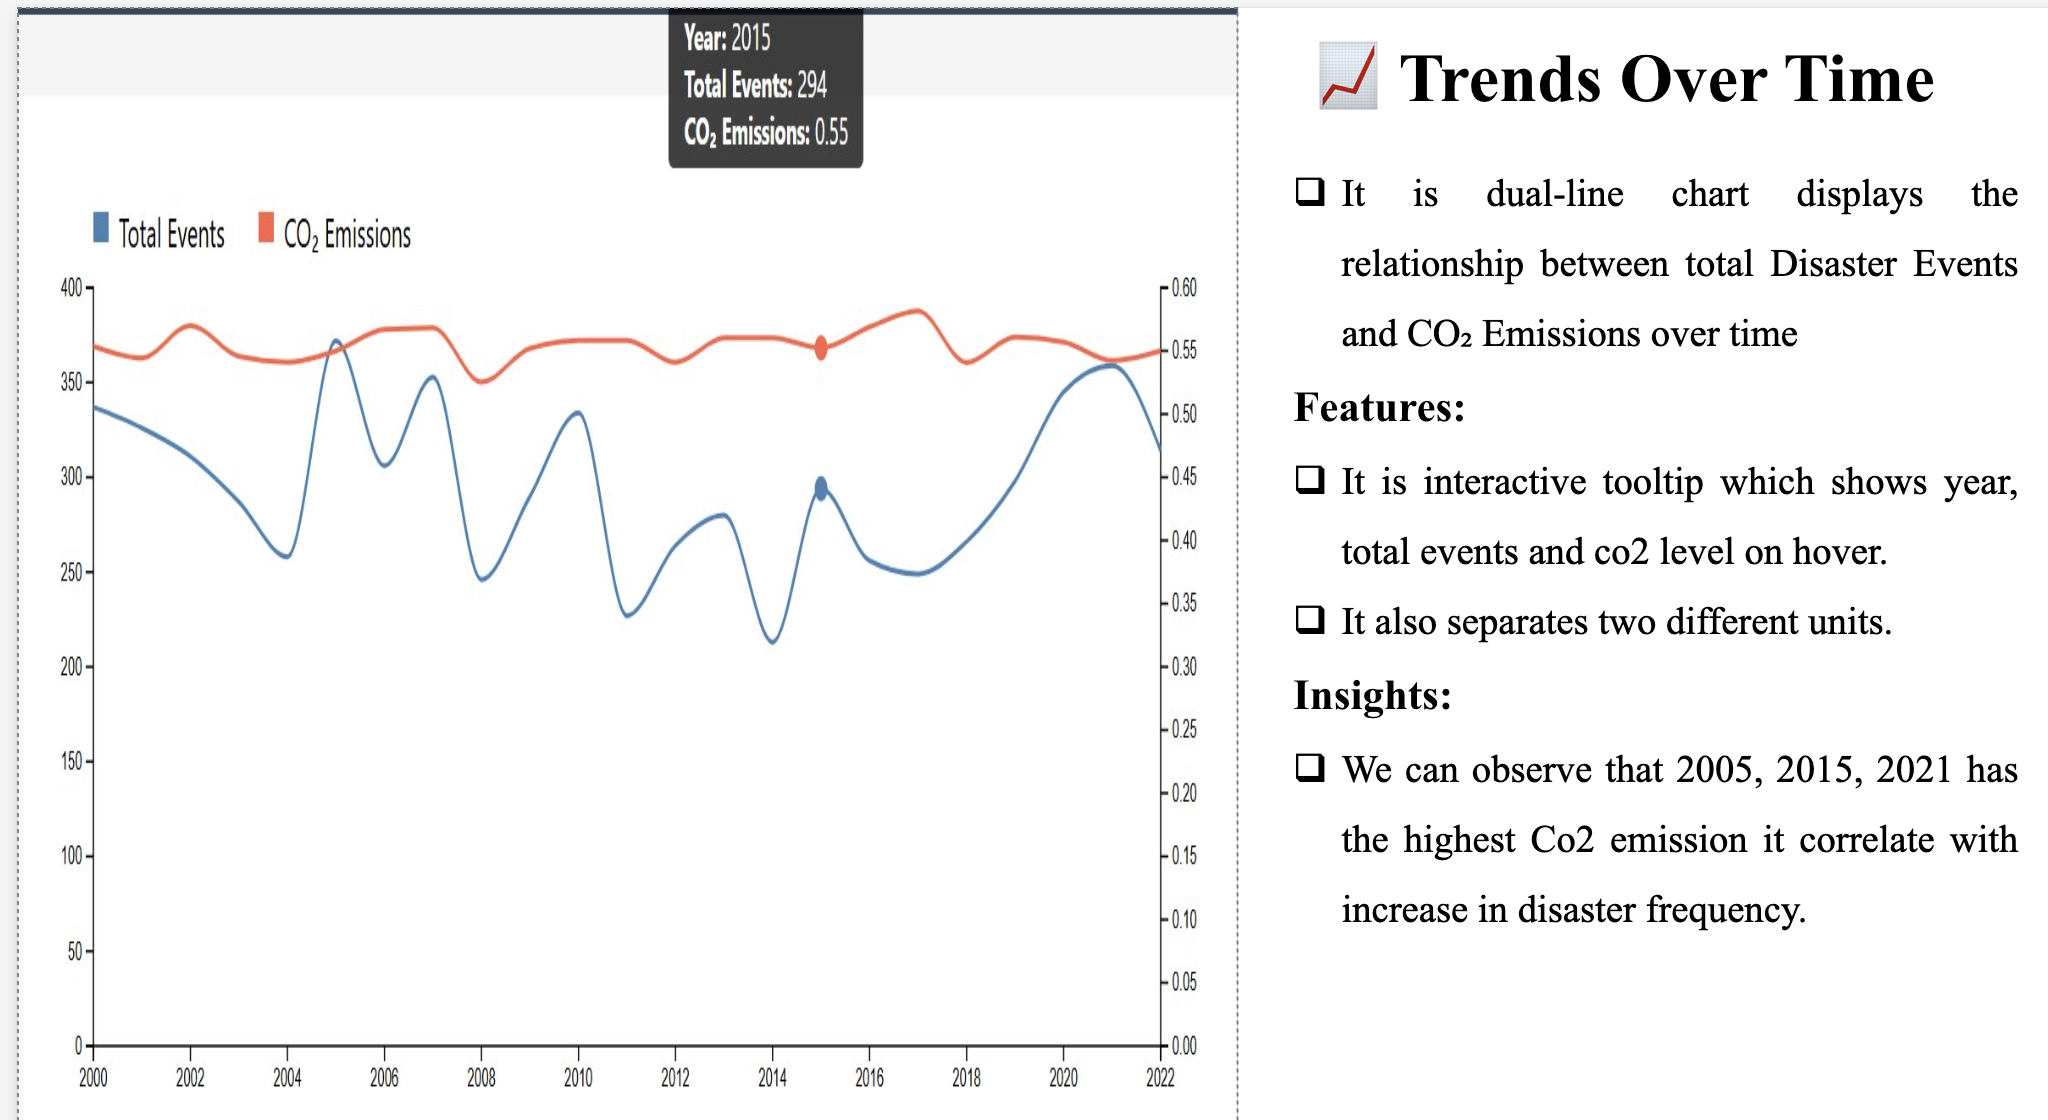 Year: 2015
Total Events: 294
CO₂ Emissions: 0.55
Total Events
CO₂ Emissions
400
350
300
250
200
150
100
50
0
0.60
0.55
0.50
0.45
0.40
0.35
0.30
0.25
0.20
0.15
0.10
0.05
0.00
2000 2002 2004 2006 2008 2010 2012 2014 2016 2018 2020 2022
Trends Over Time
It is dual-line chart displays the
relationship between total Disaster Events
and CO₂ Emissions over time
Features:
It is interactive tooltip which shows year,
total events and co2 level on hover.
It also separates two different units.
Insights:
We can observe that 2005, 2015, 2021 has
the highest Co2 emission it correlate with
increase in disaster frequency.